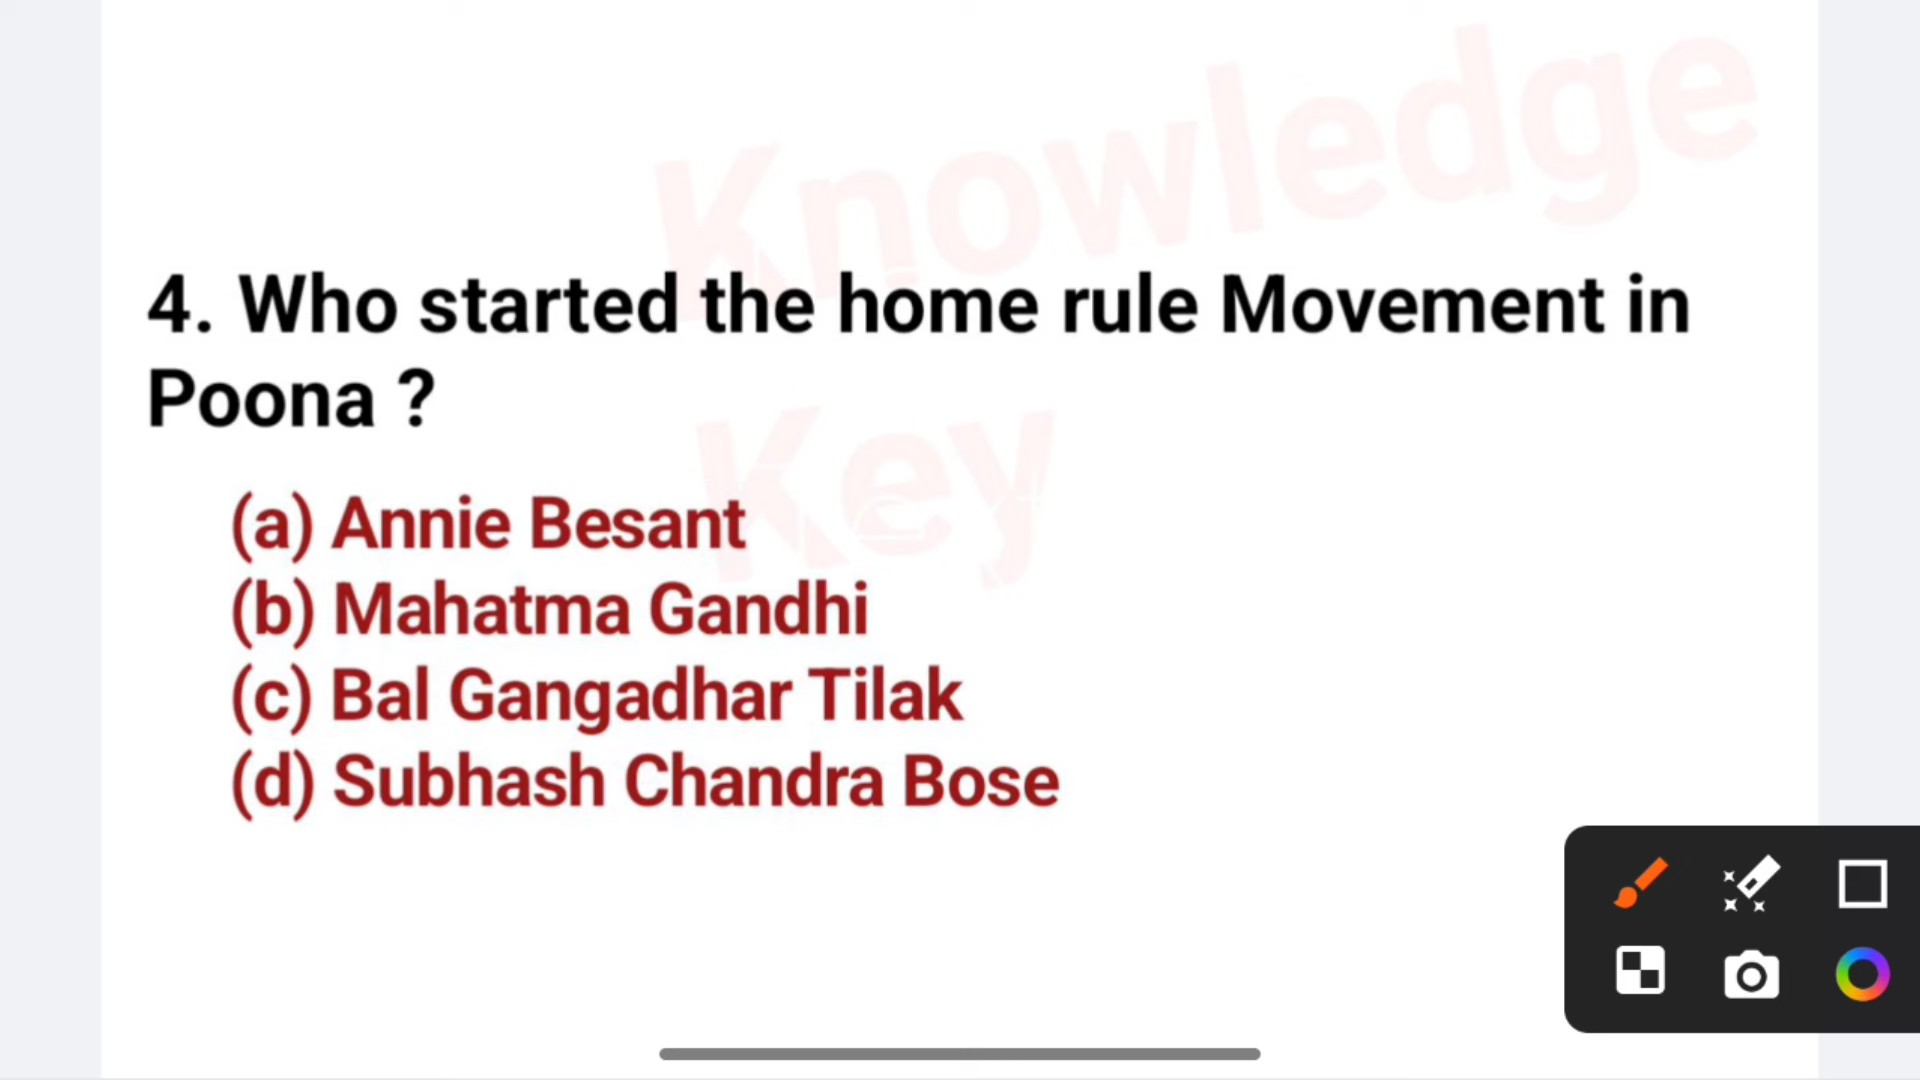 Knowledge
Key
4. Who started the home rule Movement in
Poona ?
(a) Annie Besant
(b) Mahatma Gandhi
(c) Bal Gangadhar Tilak
(d) Subhash Chandra Bose